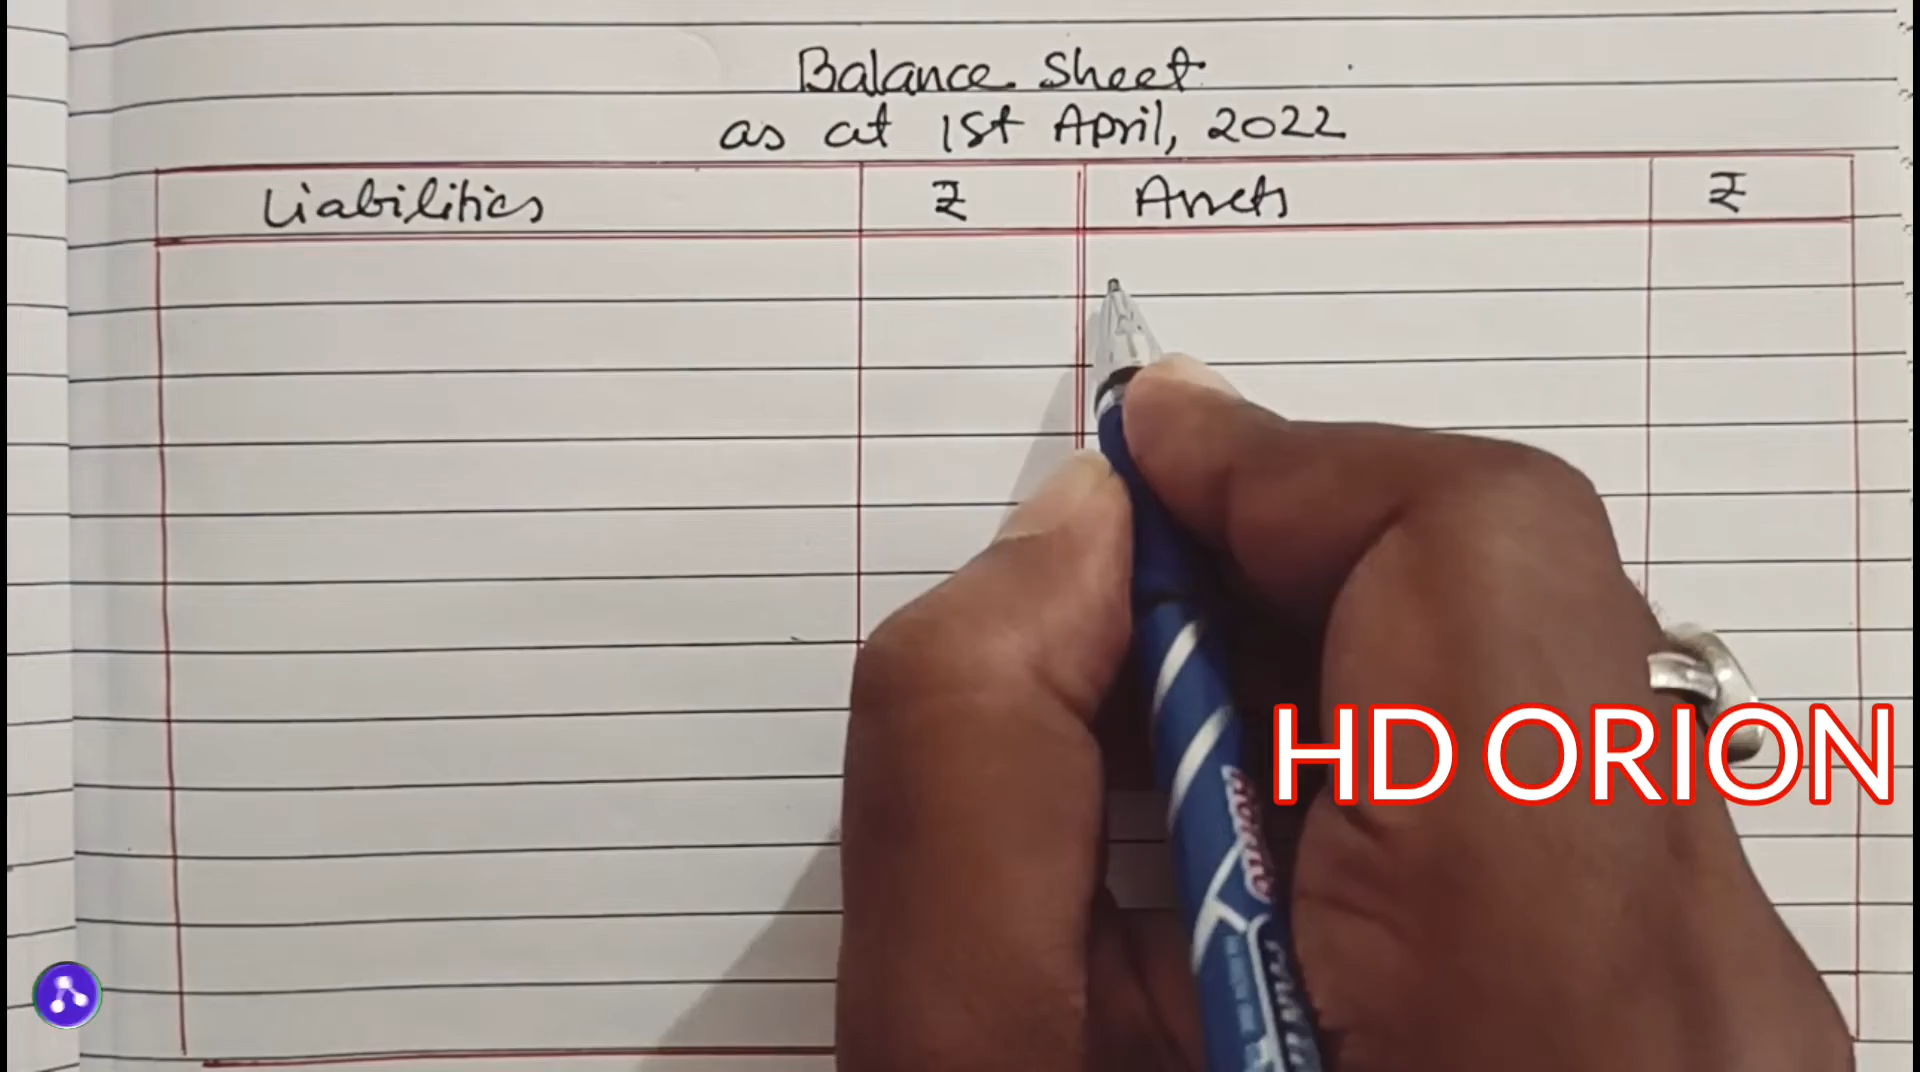 Balance Sheet
as at 1st April, 2022
Liabilities ₹ Assets ₹
HD ORION